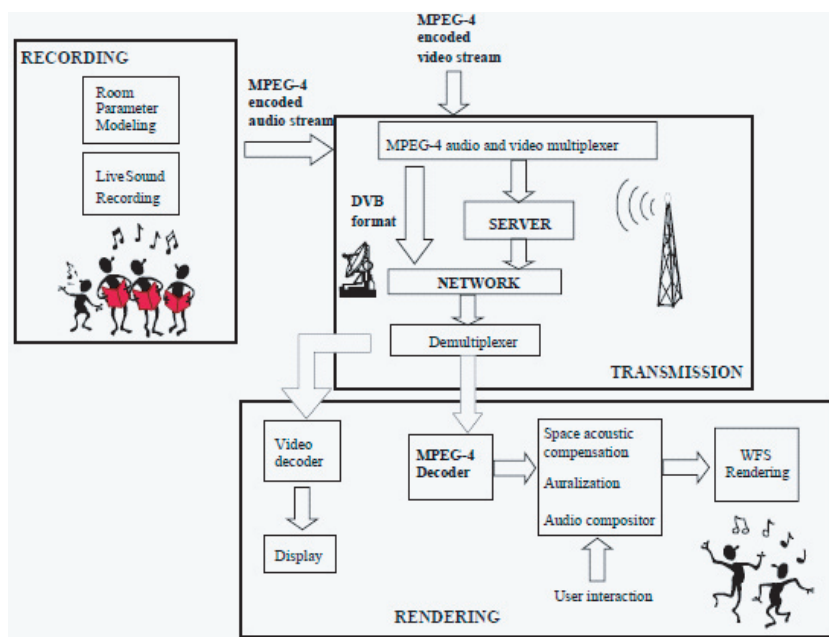 RECORDING
Room
Parameter
Modeling
Live Sound
Recording
MPEG-4
encoded
audio stream
MPEG-4
encoded
video stream
MPEG-4 audio and video multiplexer
DVB
format
SERVER
NETWORK
Demultiplexer
TRANSMISSION
Video
decoder
Display
MPEG-4
Decoder
Space acoustic
compensation
Auralization
Audio compositor
User interaction
WFS
Rendering
RENDERING